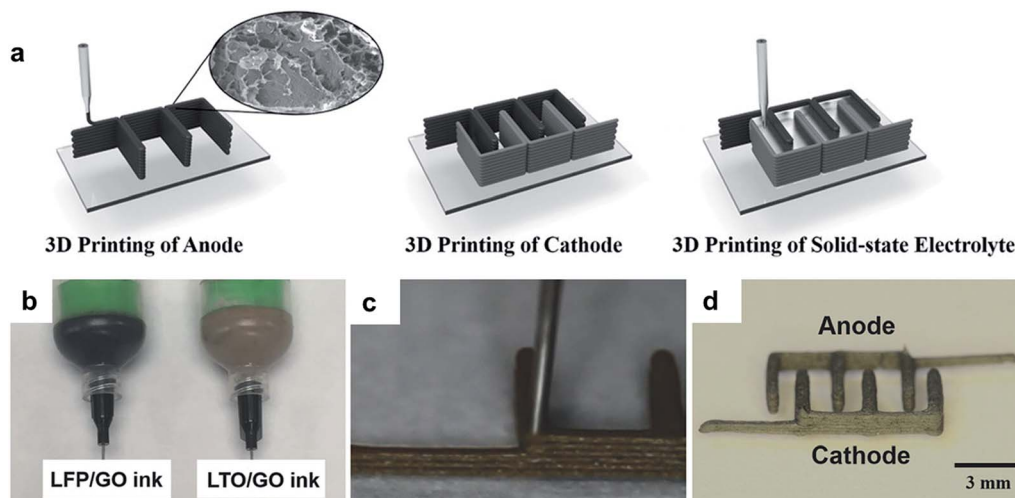 a
3D Printing of Anode
3D Printing of Cathode
3D Printing of Solid-state Electrolyte
b
LFP/GO ink
LTO/GO ink
c
d
Anode
Cathode
3 mm